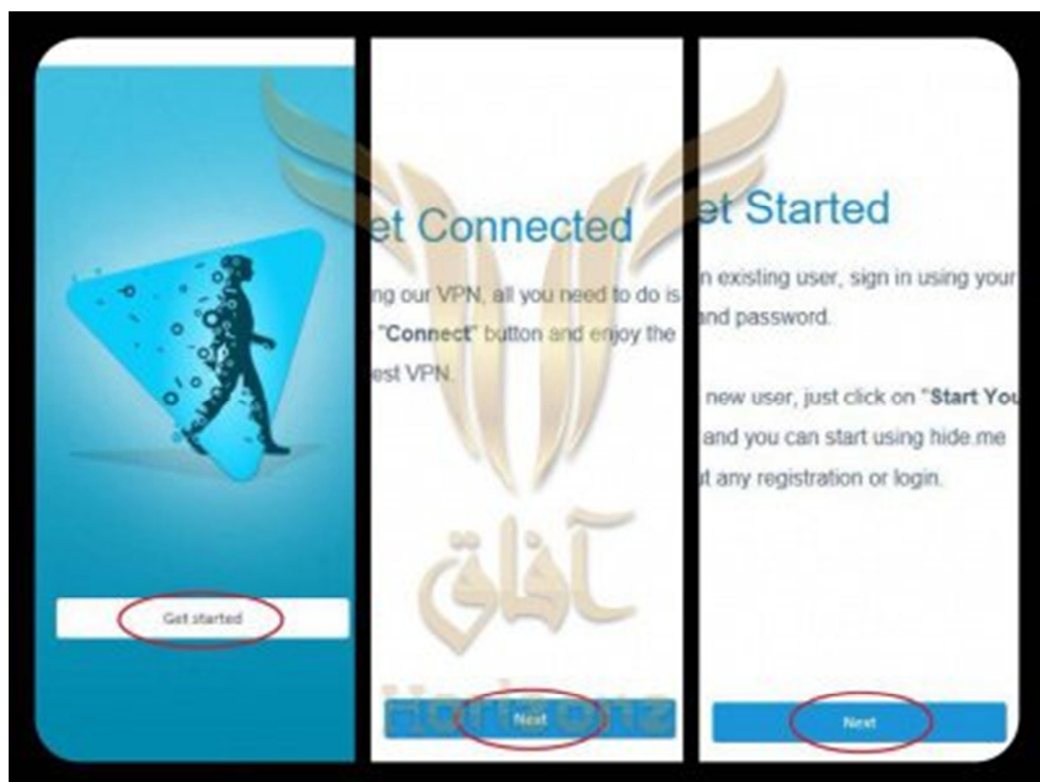 Get started
et Connected
ng our VPN, all you need to do is
"Connect" button and enjoy the
est VPN.
Next
et Started
n existing user, sign in using your
and password.
new user, just click on "Start You
and you can start using hide.me
ut any registration or login.
Next
آفاق
Horizons